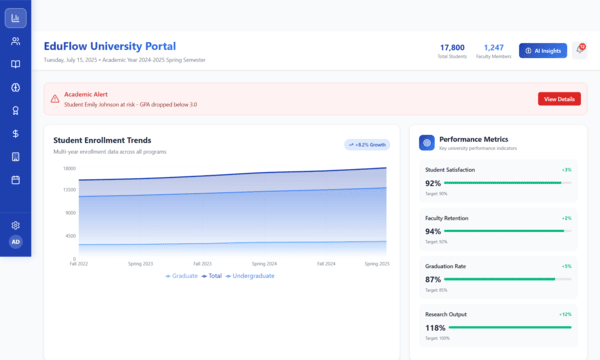 EduFlow University Portal
Tuesday, July 15, 2025 • Academic Year 2024-2025 Spring Semester
17,800
Total Students
1,247
Faculty Members
AI Insights
Academic Alert
Student Emily Johnson at risk - GPA dropped below 3.0
View Details
Student Enrollment Trends
Multi-year enrollment data across all programs
+8.2% Growth
18000
13500
9000
4500
0
Fall 2022
Spring 2023
Fall 2023
Spring 2024
Fall 2024
Spring 2025
Graduate
Total
Undergraduate
Performance Metrics
Key university performance indicators
Student Satisfaction
+3%
92%
Target: 90%
Faculty Retention
+2%
94%
Target: 92%
Graduation Rate
+5%
87%
Target: 85%
Research Output
+12%
118%
Target: 100%
AD